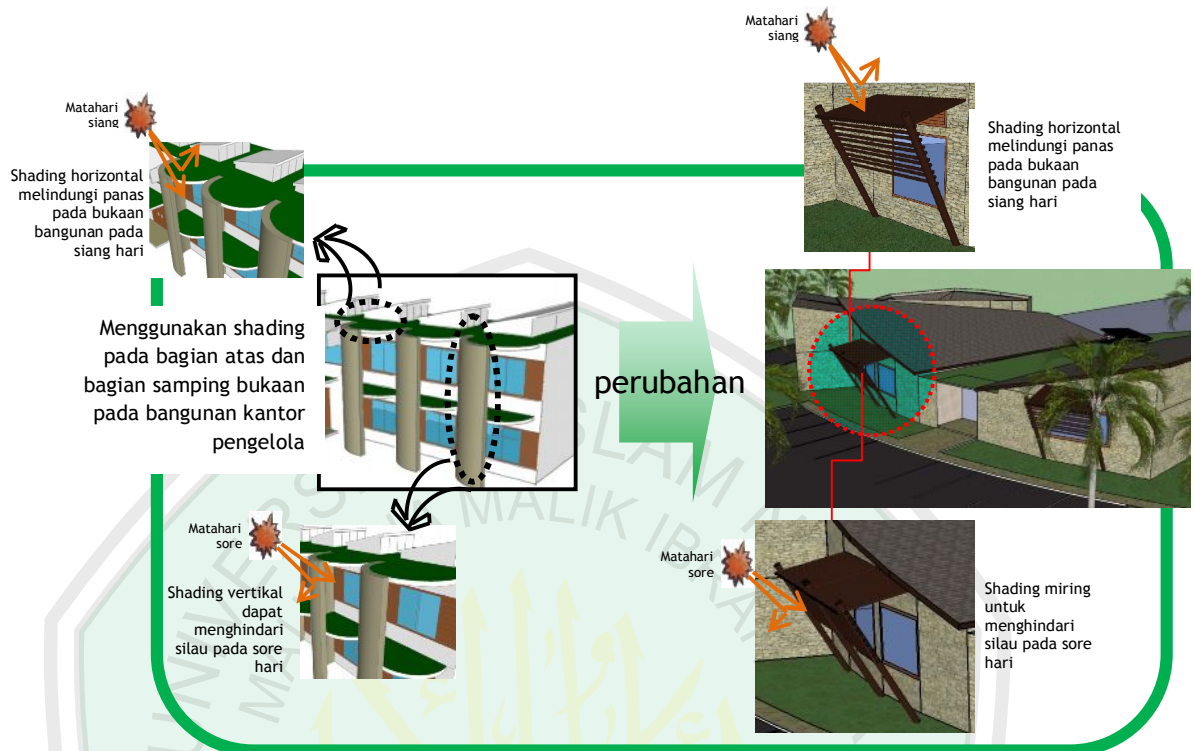 Matahari
siang
Shading horizontal
melindungi panas
pada bukaan
bangunan pada
siang hari
Menggunakan shading
pada bagian atas dan
bagian samping bukaan
pada bangunan kantor
pengelola
Matahari
sore
Shading vertikal
dapat
menghindari
silau pada sore
hari
perubahan
Matahari
siang
Shading horizontal
melindungi panas
pada bukaan
bangunan pada
siang hari
Matahari
sore
Shading miring
untuk
menghindari
silau pada sore
hari
MALIK